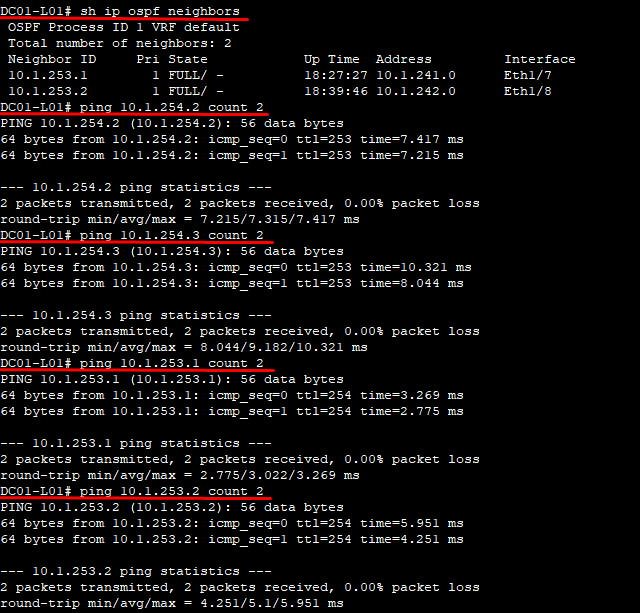 DC01-L01# sh ip ospf neighbors
OSPF Process ID 1 VRF default
Total number of neighbors: 2
Neighbor ID Pri State Up Time Address Interface
10.1.253.1 1 FULL/ - 18:27:27 10.1.241.0 Eth1/7
10.1.253.2 1 FULL/ - 18:39:46 10.1.242.0 Eth1/8
DC01-L01# ping 10.1.254.2 count 2
PING 10.1.254.2 (10.1.254.2): 56 data bytes
64 bytes from 10.1.254.2: icmp_seq=0 ttl=253 time=7.417 ms
64 bytes from 10.1.254.2: icmp_seq=1 ttl=253 time=7.215 ms
--- 10.1.254.2 ping statistics ---
2 packets transmitted, 2 packets received, 0.00% packet loss
round-trip min/avg/max = 7.215/7.315/7.417 ms
DC01-L01# ping 10.1.254.3 count 2
PING 10.1.254.3 (10.1.254.3): 56 data bytes
64 bytes from 10.1.254.3: icmp_seq=0 ttl=253 time=10.321 ms
64 bytes from 10.1.254.3: icmp_seq=1 ttl=253 time=8.044 ms
--- 10.1.254.3 ping statistics ---
2 packets transmitted, 2 packets received, 0.00% packet loss
round-trip min/avg/max = 8.044/9.182/10.321 ms
DC01-L01# ping 10.1.253.1 count 2
PING 10.1.253.1 (10.1.253.1): 56 data bytes
64 bytes from 10.1.253.1: icmp_seq=0 ttl=254 time=3.269 ms
64 bytes from 10.1.253.1: icmp_seq=1 ttl=254 time=2.775 ms
--- 10.1.253.1 ping statistics ---
2 packets transmitted, 2 packets received, 0.00% packet loss
round-trip min/avg/max = 2.775/3.022/3.269 ms
DC01-L01# ping 10.1.253.2 count 2
PING 10.1.253.2 (10.1.253.2): 56 data bytes
64 bytes from 10.1.253.2: icmp_seq=0 ttl=254 time=5.951 ms
64 bytes from 10.1.253.2: icmp_seq=1 ttl=254 time=4.251 ms
--- 10.1.253.2 ping statistics ---
2 packets transmitted, 2 packets received, 0.00% packet loss
round-trip min/avg/max = 4.251/5.1/5.951 ms